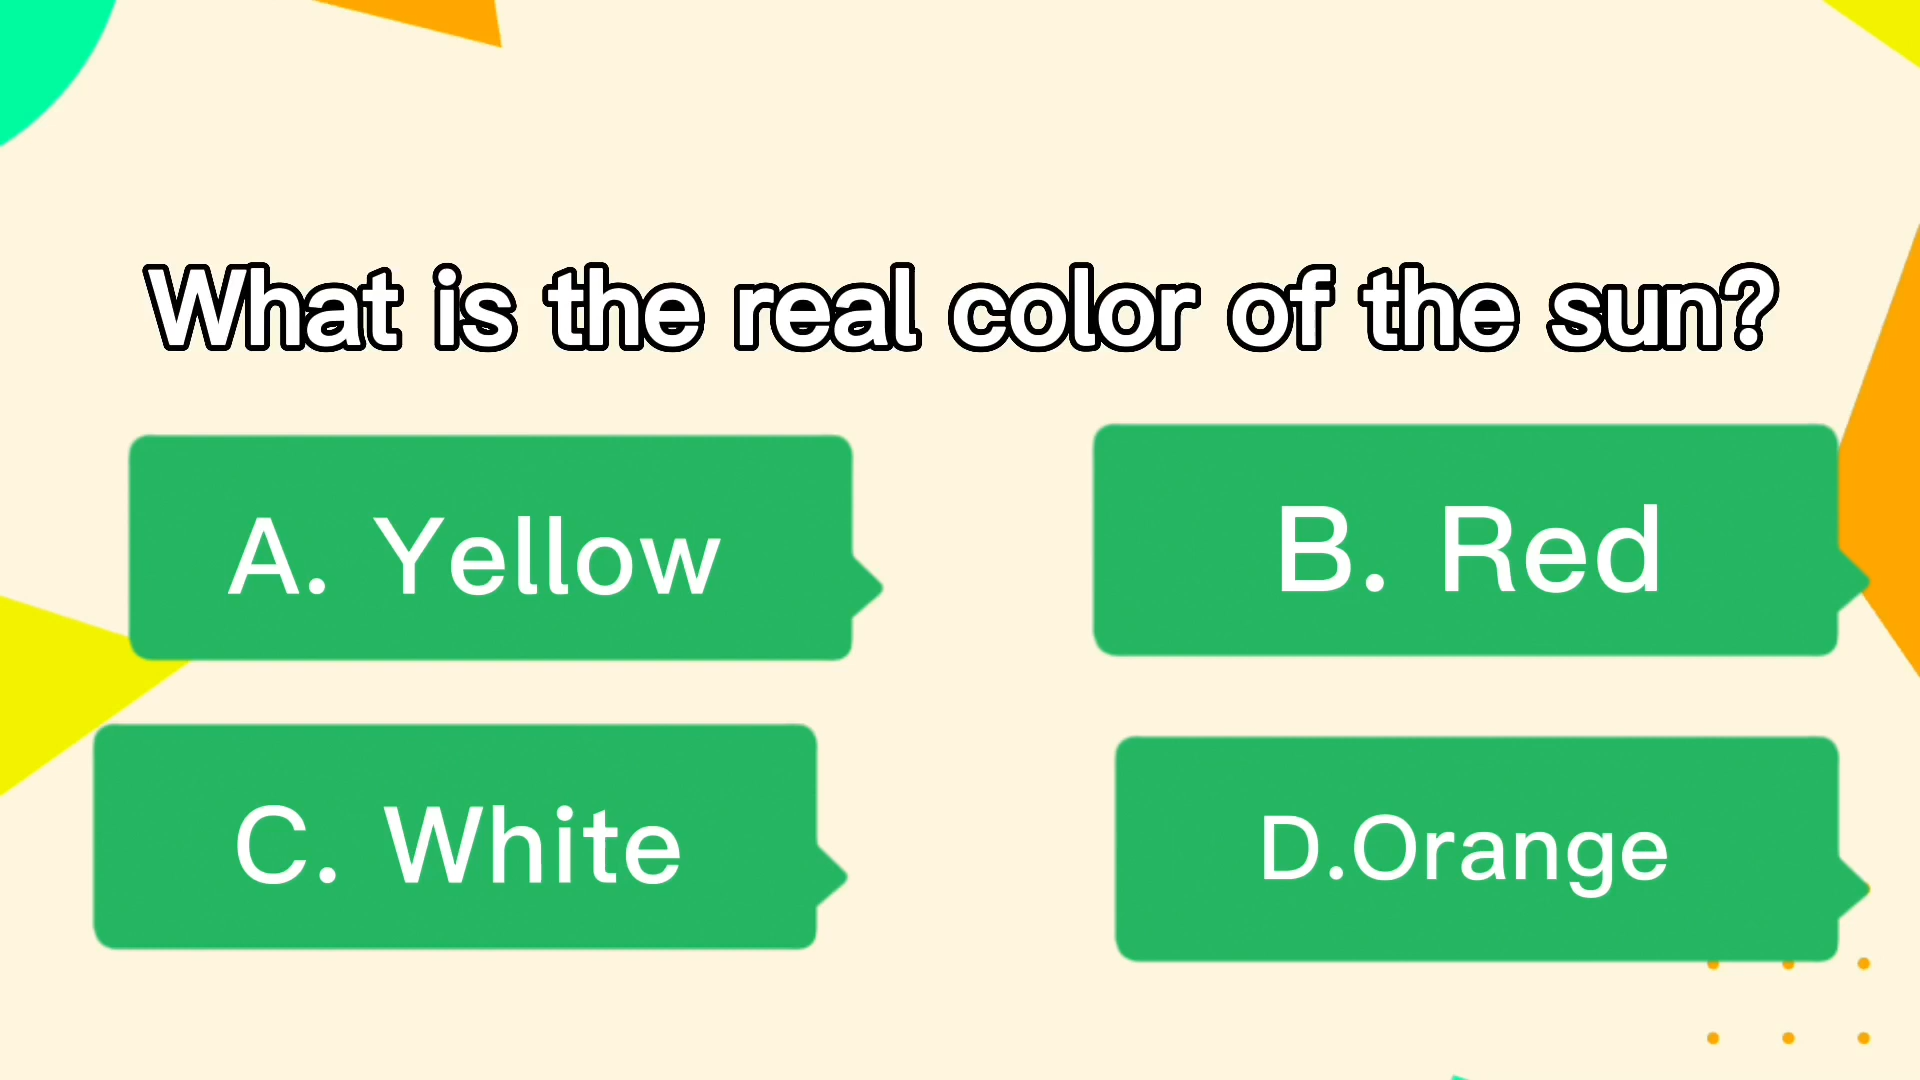 What is the real color of the sun?
A. Yellow
B. Red
C. White
D.Orange